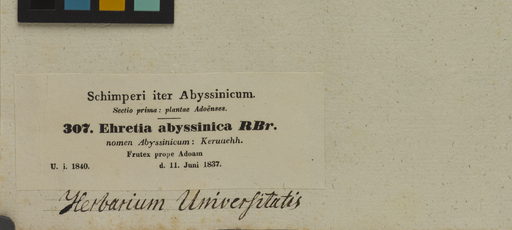 Schimperi iter Abyssinicum.
Sectio prima: plantae Adoënses.
307. Ehretia abyssinica RBr.
nomen Abyssinicum: Keruuehh.
Frutex prope Adoam
U. i. 1840. d. 11. Juni 1837.
Herbarium Universitatis